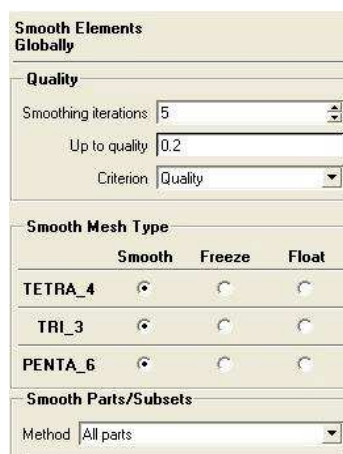 Smooth Elements
Globally
Quality
Smoothing iterations 5
Up to quality 0.2
Criterion Quality
Smooth Mesh Type
Smooth Freeze Float
TETRA_4
TRI_3
PENTA_6
Smooth Parts/Subsets
Method All parts